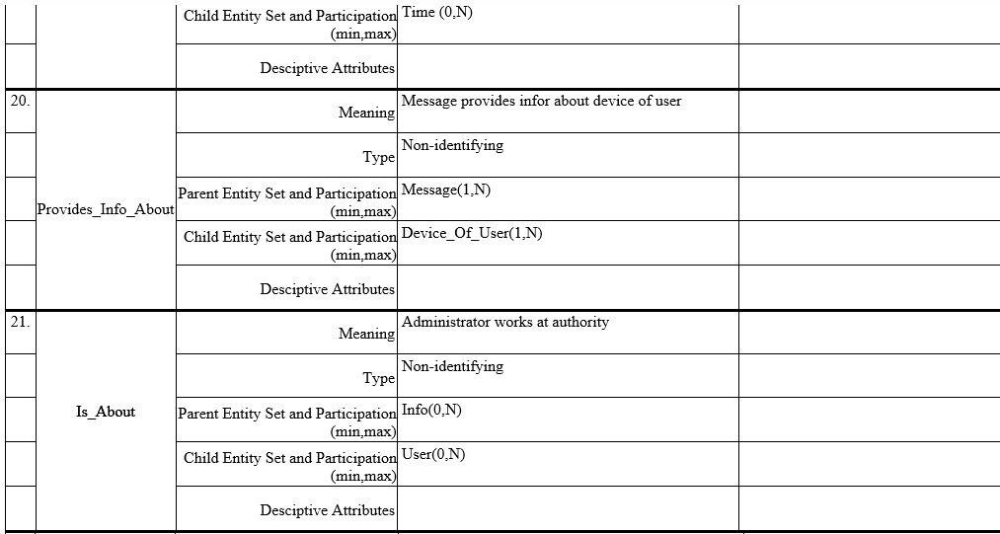 Child Entity Set and Participation Time (0,N)
(min,max)
Desciptive Attributes
20.
Meaning Message provides infor about device of user
Type Non-identifying
Provides_Info_About
Parent Entity Set and Participation Message(1,N)
(min,max)
Child Entity Set and Participation Device_Of_User(1,N)
(min,max)
Desciptive Attributes
21.
Meaning Administrator works at authority
Type Non-identifying
Is_About
Parent Entity Set and Participation Info(0,N)
(min,max)
Child Entity Set and Participation User(0,N)
(min,max)
Desciptive Attributes